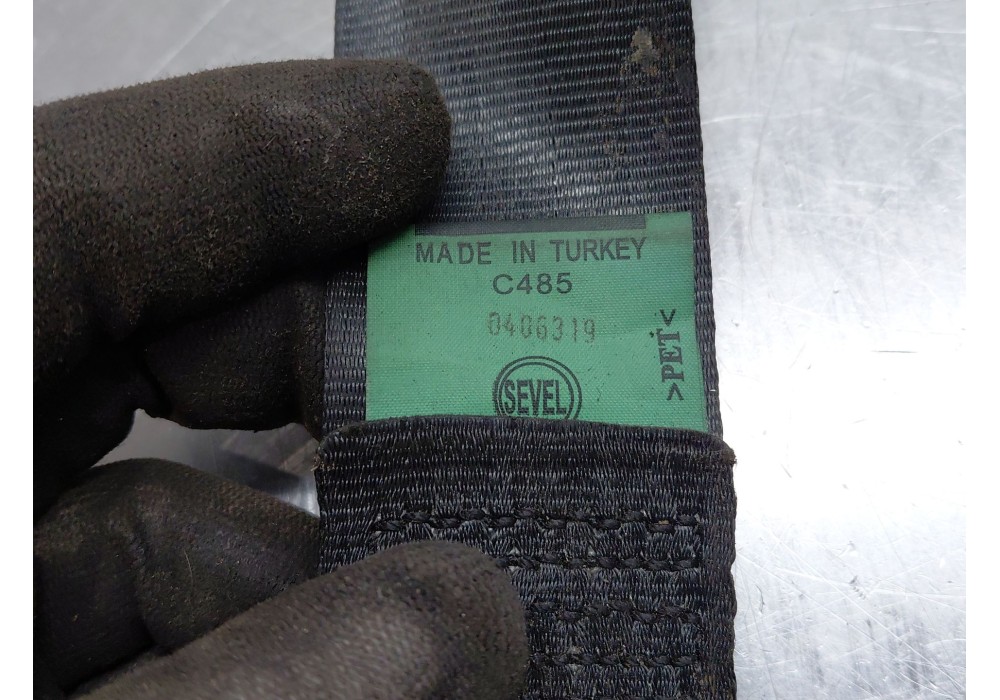 MADE IN TURKEY
C485
0406319
SEVEL
>PET<